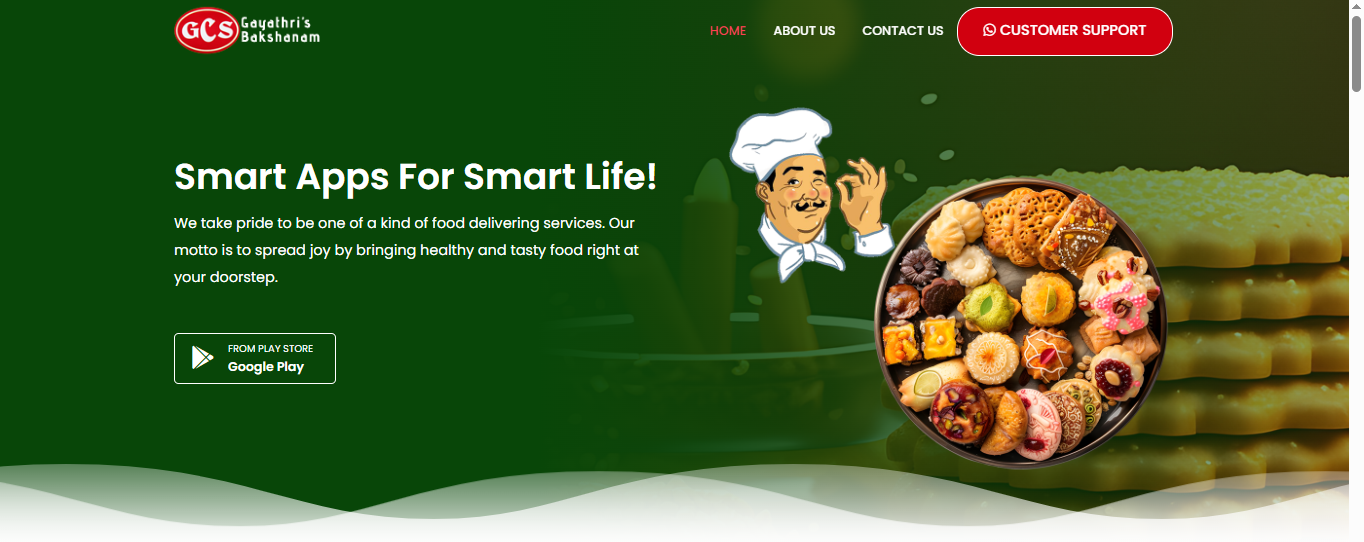 GCS
Gayathri's
Bakshanam
HOME
ABOUT US
CONTACT US
CUSTOMER SUPPORT
Smart Apps For Smart Life!
We take pride to be one of a kind of food delivering services. Our
motto is to spread joy by bringing healthy and tasty food right at
your doorstep.
FROM PLAY STORE
Google Play